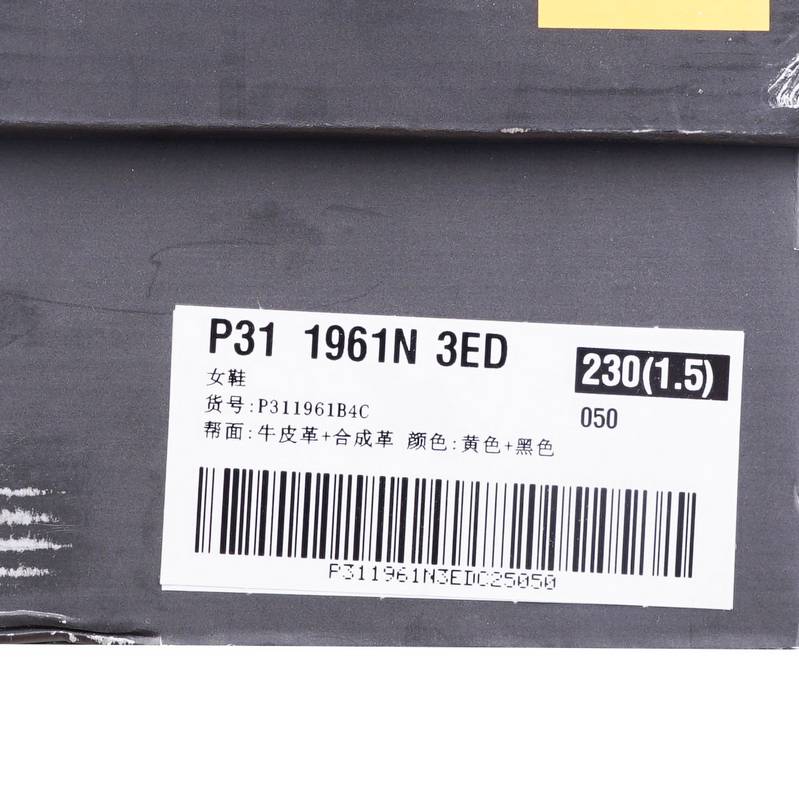 P31 1961N 3ED
230(1.5)
女鞋
货号:P311961B4C
050
帮面:牛皮革+合成革 颜色:黄色+黑色
P311961N3EDC25050